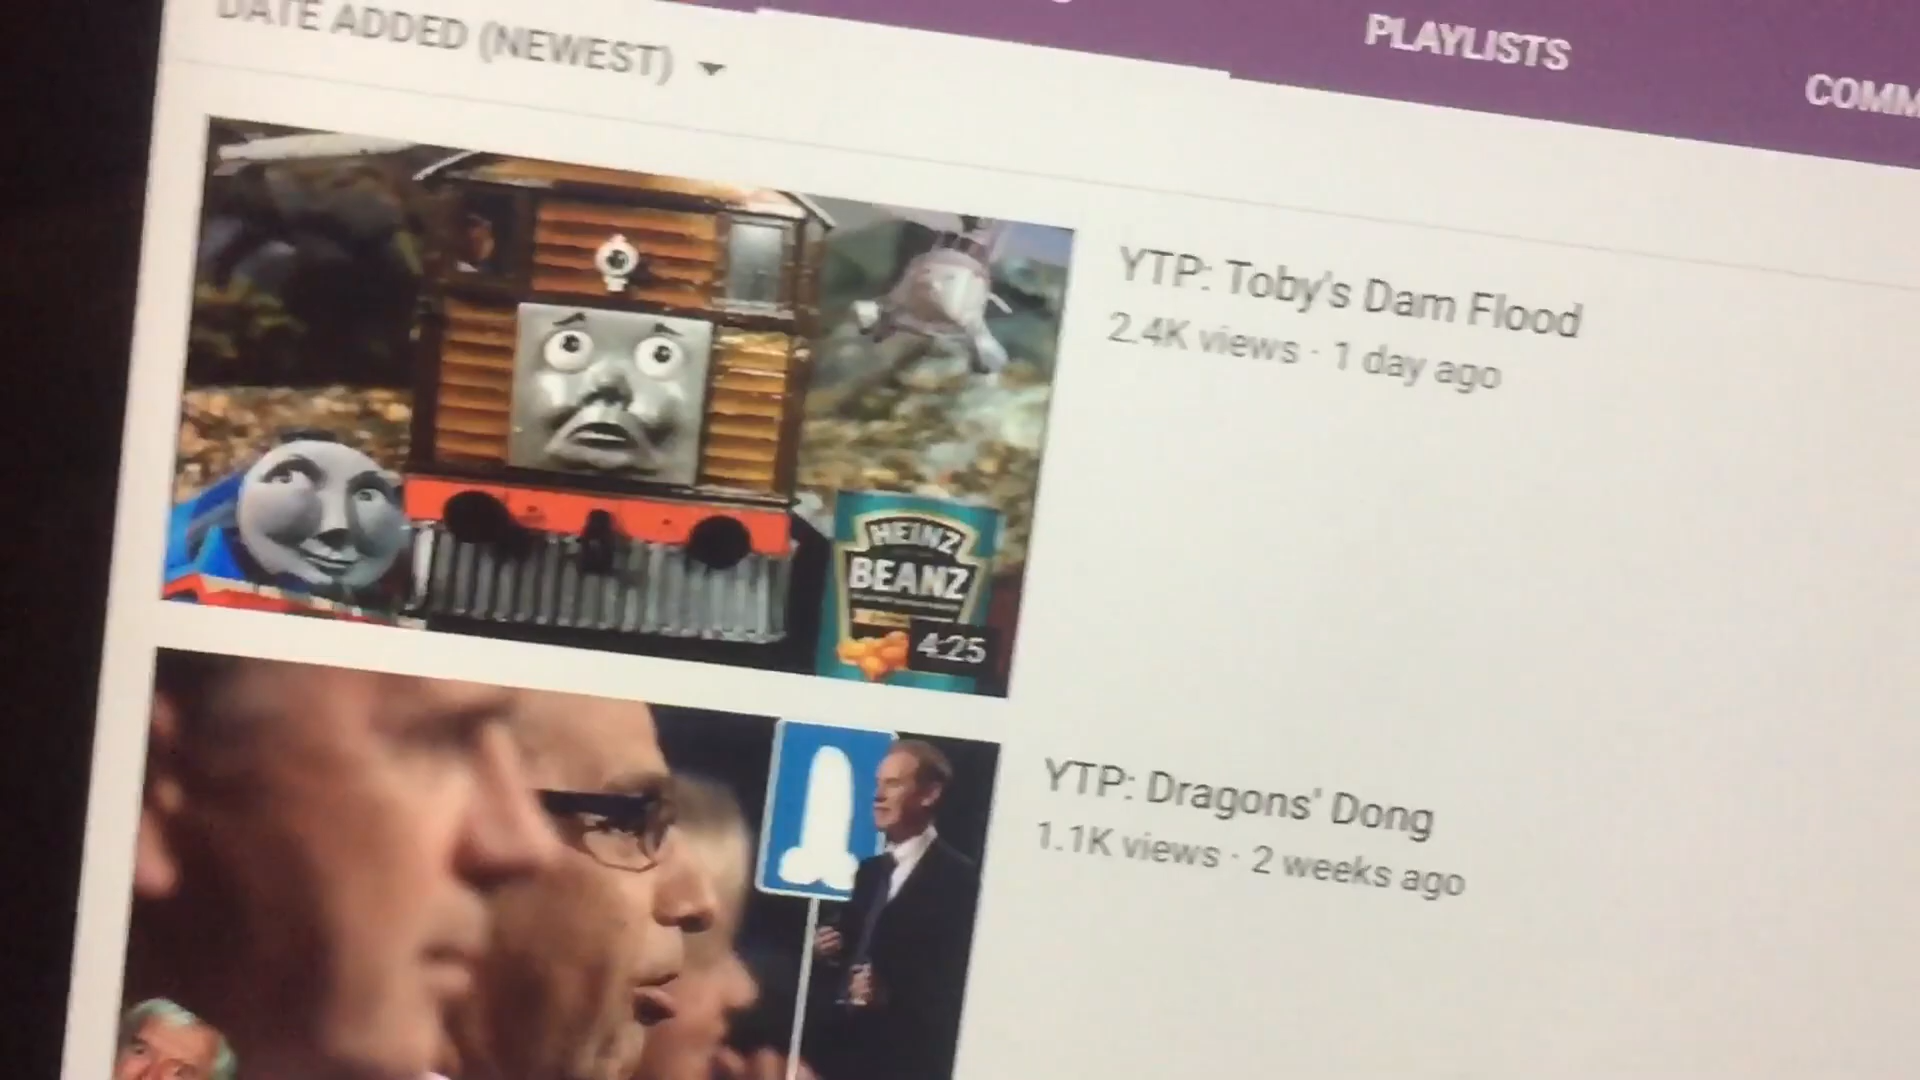 DATE ADDED (NEWEST)
PLAYLISTS
COMM
YTP: Toby's Dam Flood
2.4K views · 1 day ago
HEINZ
BEANZ
4:25
YTP: Dragons' Dong
1.1K views · 2 weeks ago